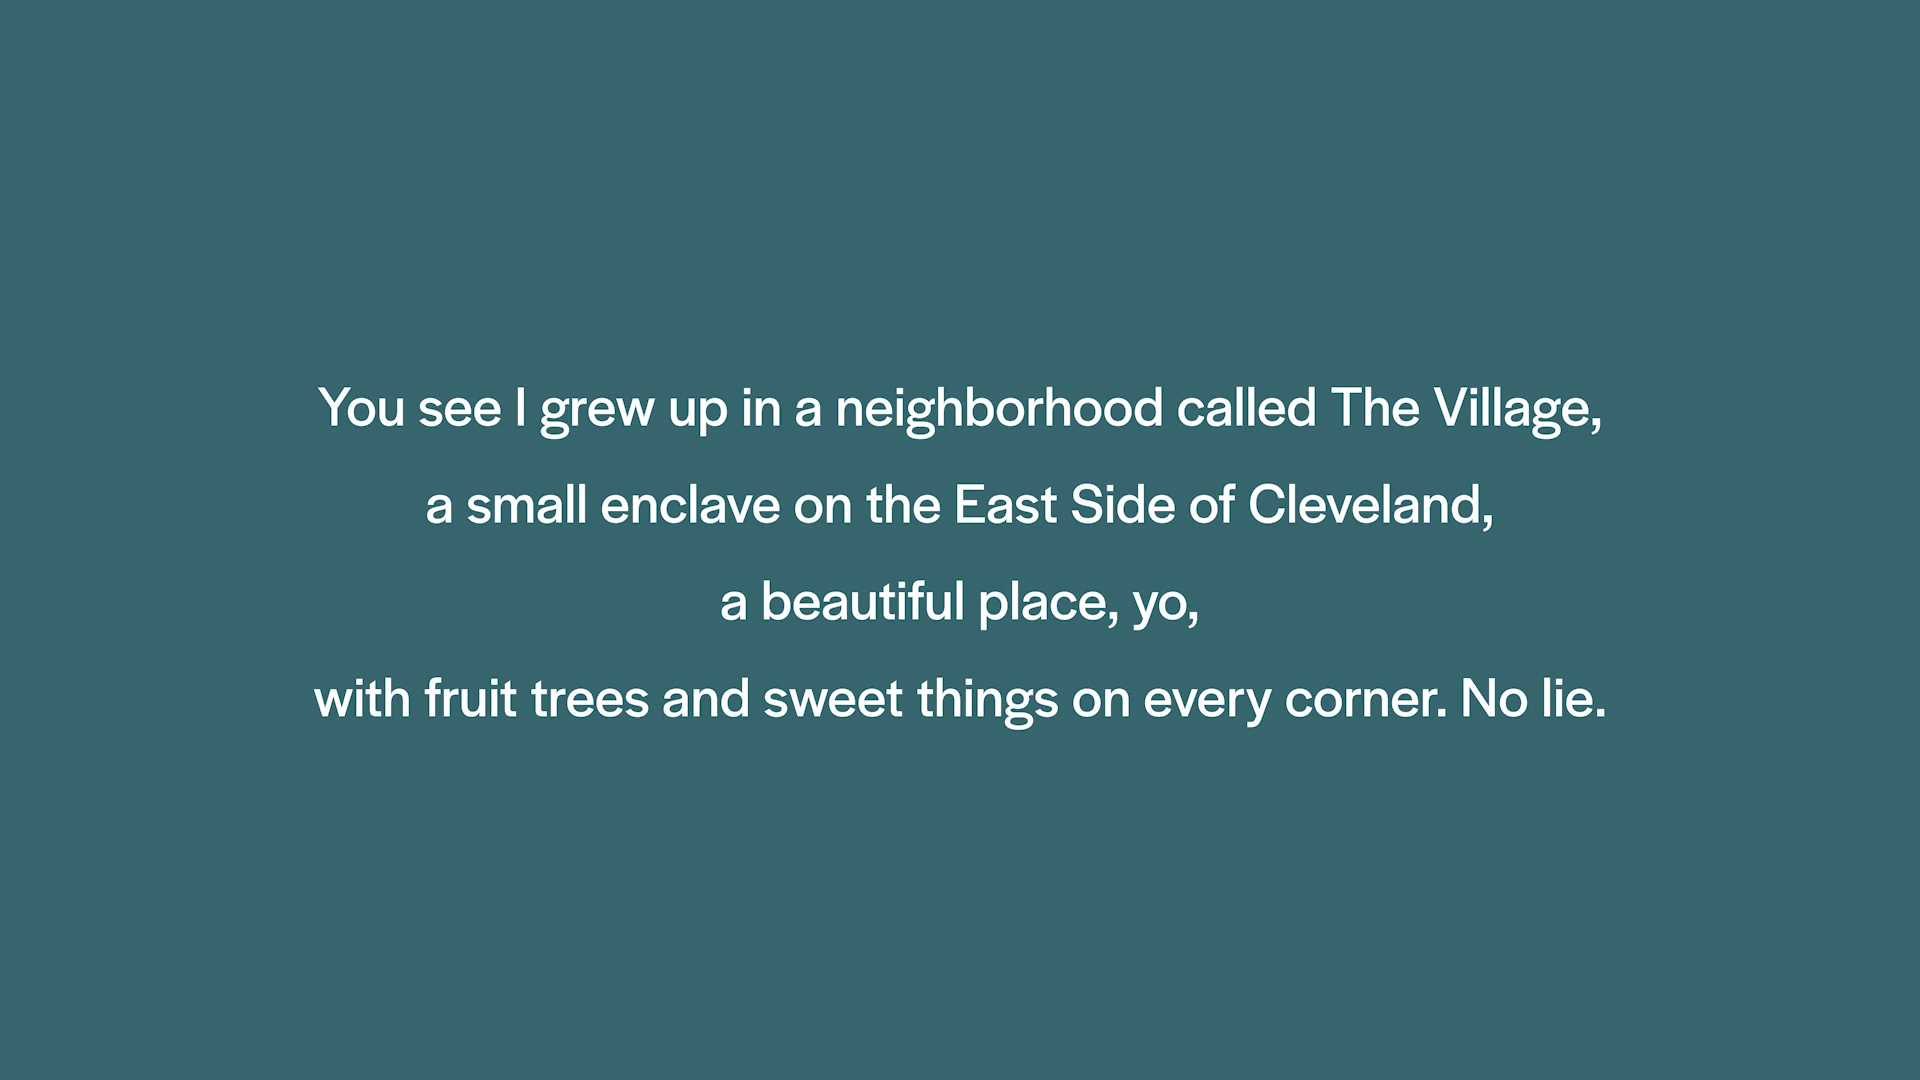 You see I grew up in a neighborhood called The Village,
a small enclave on the East Side of Cleveland,
a beautiful place, yo,
with fruit trees and sweet things on every corner. No lie.